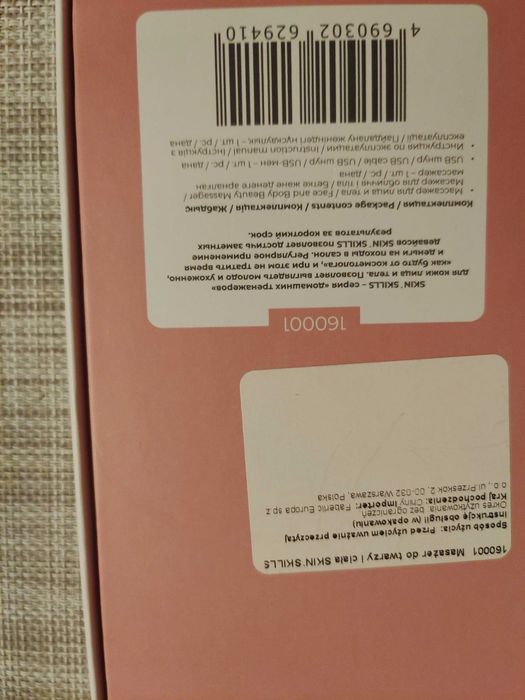 160001 Masażer do twarzy i ciała SKIN`SKILLS
Sposób użycia: Przed użyciem uważnie przeczytaj
instrukcję obsługi (w opakowaniu)
Okres użytkowania: bez ograniczeń
Kraj pochodzenia: Chiny. Importer: Faberlic Europa sp z
o.o., ul.Przeskok 2, 00-032 Warszawa, Polska
160001
SKIN`SKILLS – серия «домашних тренажеров»
для кожи лица и тела. Позволяет выглядеть молодо и ухоженно,
«как будто от косметолога», и при этом не тратить время
и деньги на походы в салон. Регулярное применение
девайсов SKIN`SKILLS позволяет достичь заметных
результатов за короткий срок.
Комплектация / Package contents / Комплектація / Жабдық:
• Массажер для лица и тела / Face and Body Beauty Massager /
Масажер для обличчя і тіла / Бетке және денеге арналған
массажер – 1 шт. / pc. / дана
• USB шнур / USB cable / USB шнур / USB-мен – 1 шт. / pc. / дана
• Инструкция по эксплуатации / Instruction manual / Інструкція з
експлуатації / Пайдалану жөніндегі нұсқаулық – 1 шт. / pc. / дана
4 690302 629410